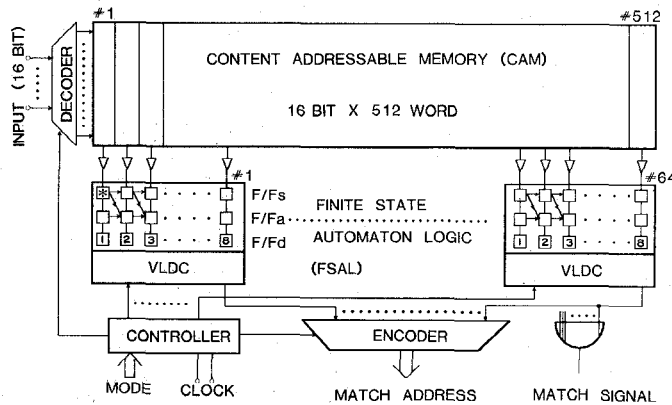 #1
#512
INPUT (16 BIT)
DECODER
CONTENT ADDRESSABLE MEMORY (CAM)
16 BIT X 512 WORD
#1
#64
*
F/Fs
FINITE STATE
F/Fa
F/Fd
AUTOMATON LOGIC
(FSAL)
1 2 3 8
1 2 3 8
VLDC
VLDC
CONTROLLER
ENCODER
MODE
CLOCK
MATCH ADDRESS
MATCH SIGNAL